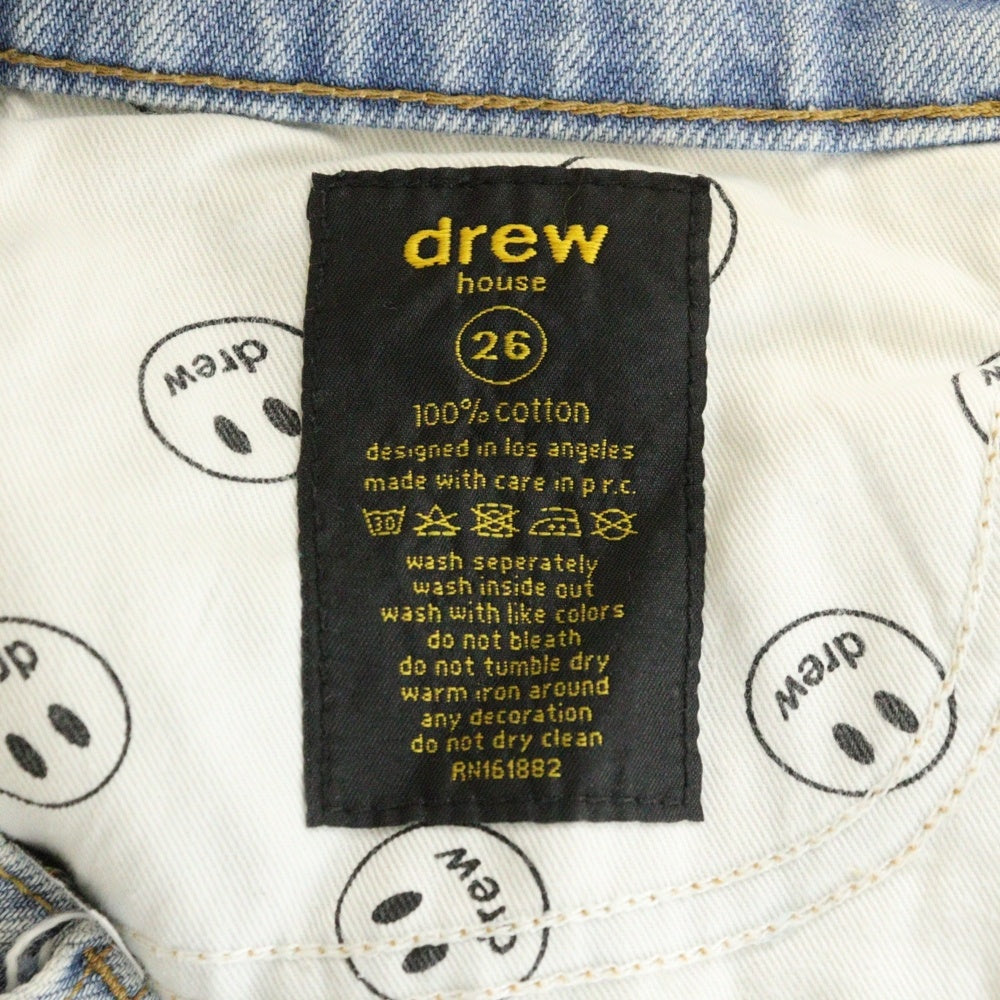 drew
house
26
100% cotton
designed in los angeles
made with care in p.r.c.
30
wash seperately
wash inside out
wash with like colors
do not bleath
do not tumble dry
warm iron around
any decoration
do not dry clean
RN161882
drew
drew
drew
drew